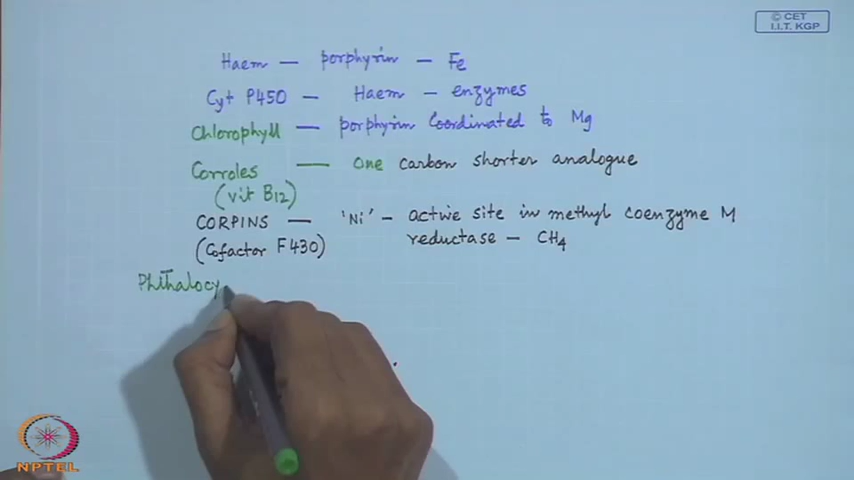 © CET
I.I.T. KGP
Haem — porphyrin — Fe
Cyt P450 — Haem — enzymes
Chlorophyll — porphyrin coordinated to Mg
Corroles — One carbon shorter analogue
(vit B12)
CORPINS — 'Ni' – active site in methyl coenzyme M
(Cofactor F430) reductase – CH4
Phthalocy
NPTEL